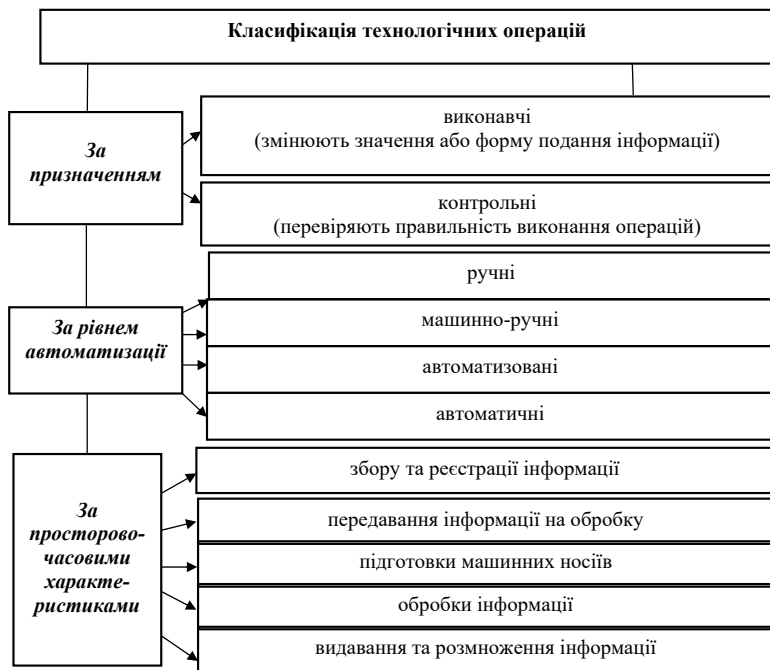 Класифікація технологічних операцій
За
призначенням
виконавчі
(змінюють значення або форму подання інформації)
контрольні
(перевіряють правильність виконання операцій)
За рівнем
автоматизації
ручні
машинно-ручні
автоматизовані
автоматичні
За
просторово-
часовими
характе-
ристиками
збору та реєстрації інформації
передавання інформації на обробку
підготовки машинних носіїв
обробки інформації
видавання та розмноження інформації